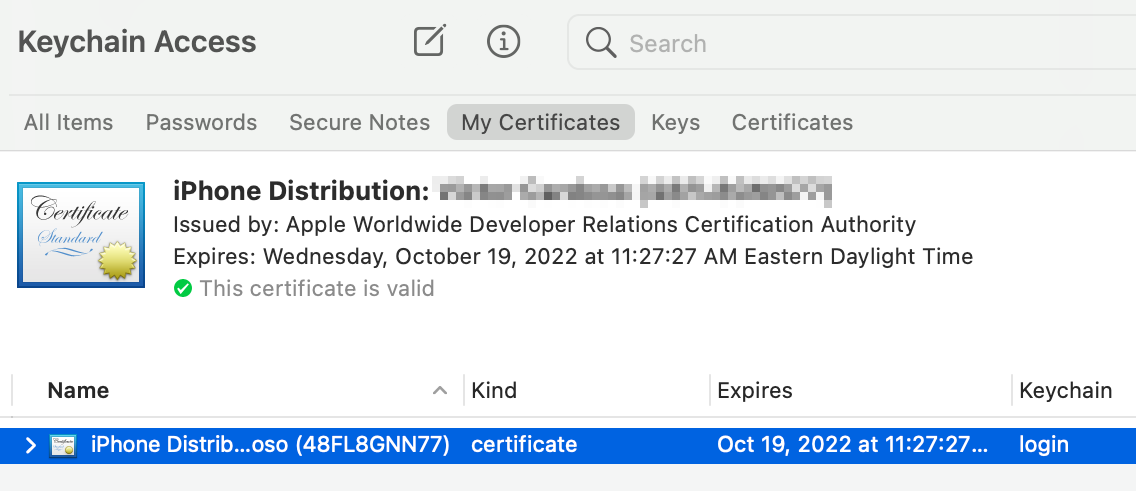 Keychain Access
Search
All Items Passwords Secure Notes My Certificates Keys Certificates
Certificate
Standard
iPhone Distribution:
Issued by: Apple Worldwide Developer Relations Certification Authority
Expires: Wednesday, October 19, 2022 at 11:27:27 AM Eastern Daylight Time
This certificate is valid
Name Kind Expires Keychain
iPhone Distrib...oso (48FL8GNN77) certificate Oct 19, 2022 at 11:27:27... login